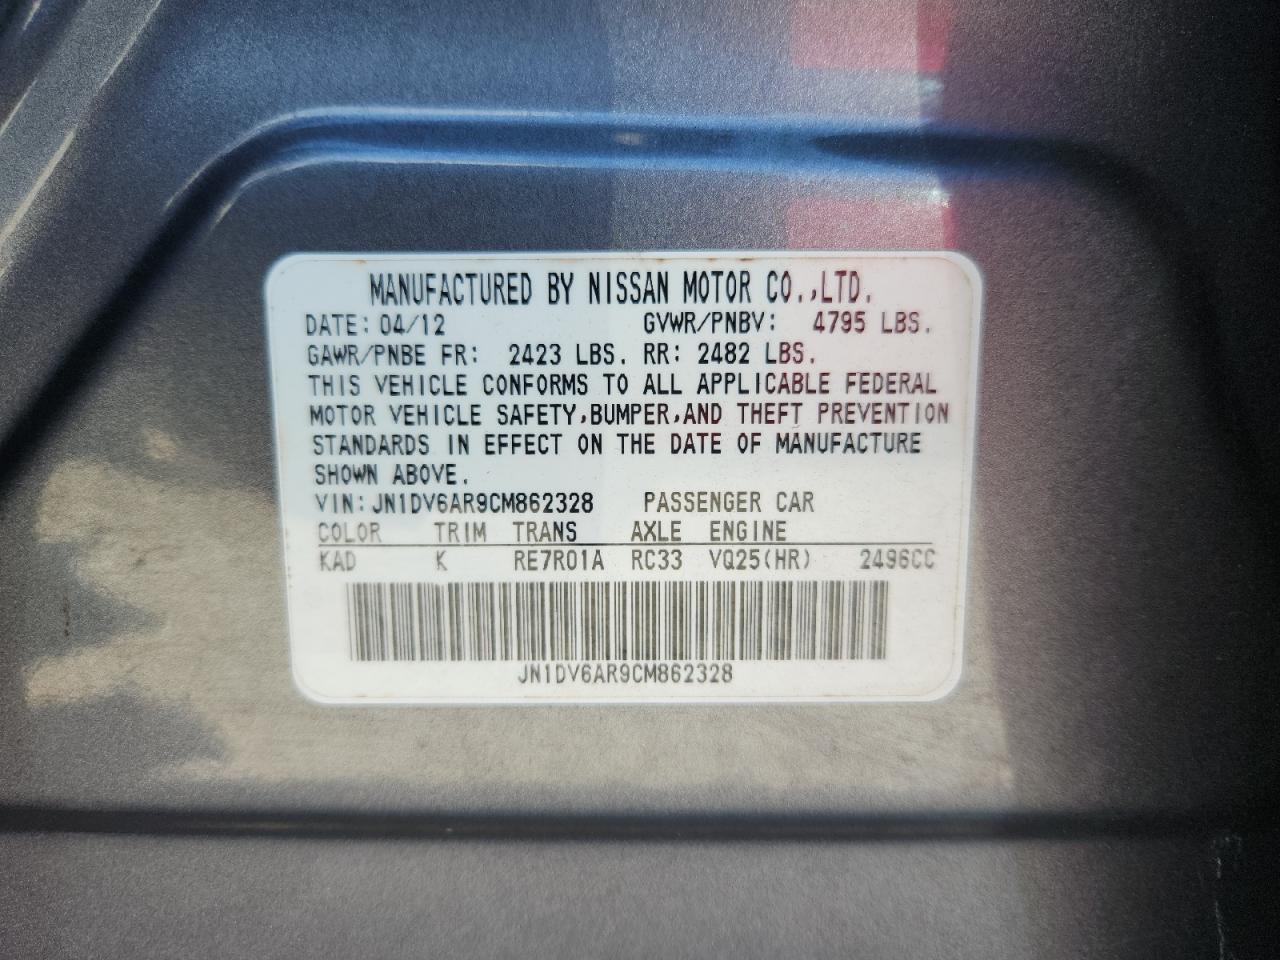 MANUFACTURED BY NISSAN MOTOR CO.,LTD.
DATE: 04/12 GVWR/PNBV: 4795 LBS.
GAWR/PNBE FR: 2423 LBS. RR: 2482 LBS.
THIS VEHICLE CONFORMS TO ALL APPLICABLE FEDERAL
MOTOR VEHICLE SAFETY,BUMPER,AND THEFT PREVENTION
STANDARDS IN EFFECT ON THE DATE OF MANUFACTURE
SHOWN ABOVE.
VIN: JN1DV6AR9CM862328 PASSENGER CAR
COLOR TRIM TRANS AXLE ENGINE
KAD K RE7R01A RC33 VQ25(HR) 2496CC
JN1DV6AR9CM862328